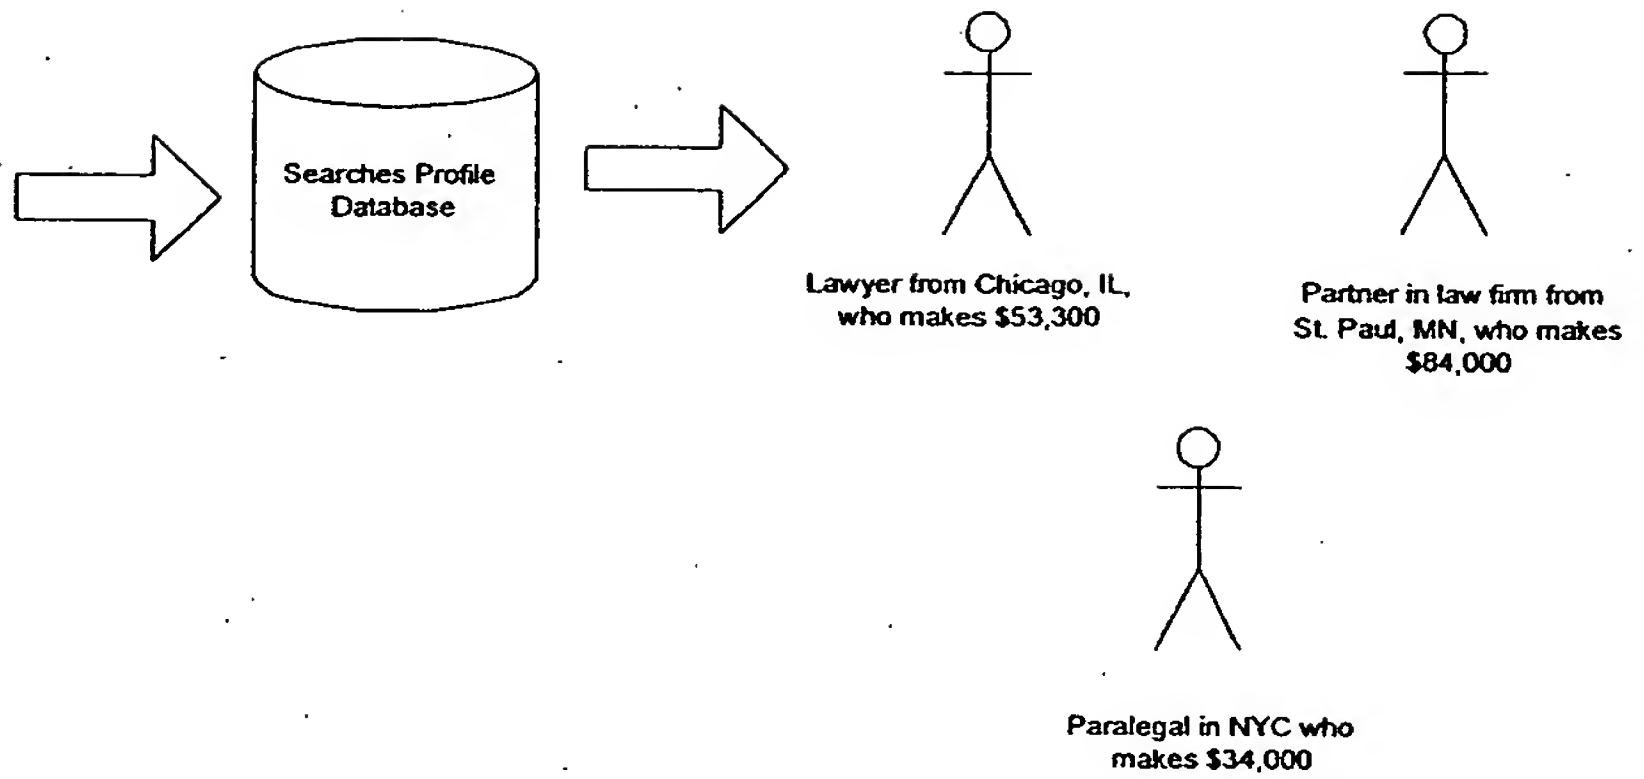 Searches Profile
Database
Lawyer from Chicago, IL,
who makes $53,300
Partner in law firm from
St. Paul, MN, who makes
$84,000
Paralegal in NYC who
makes $34,000